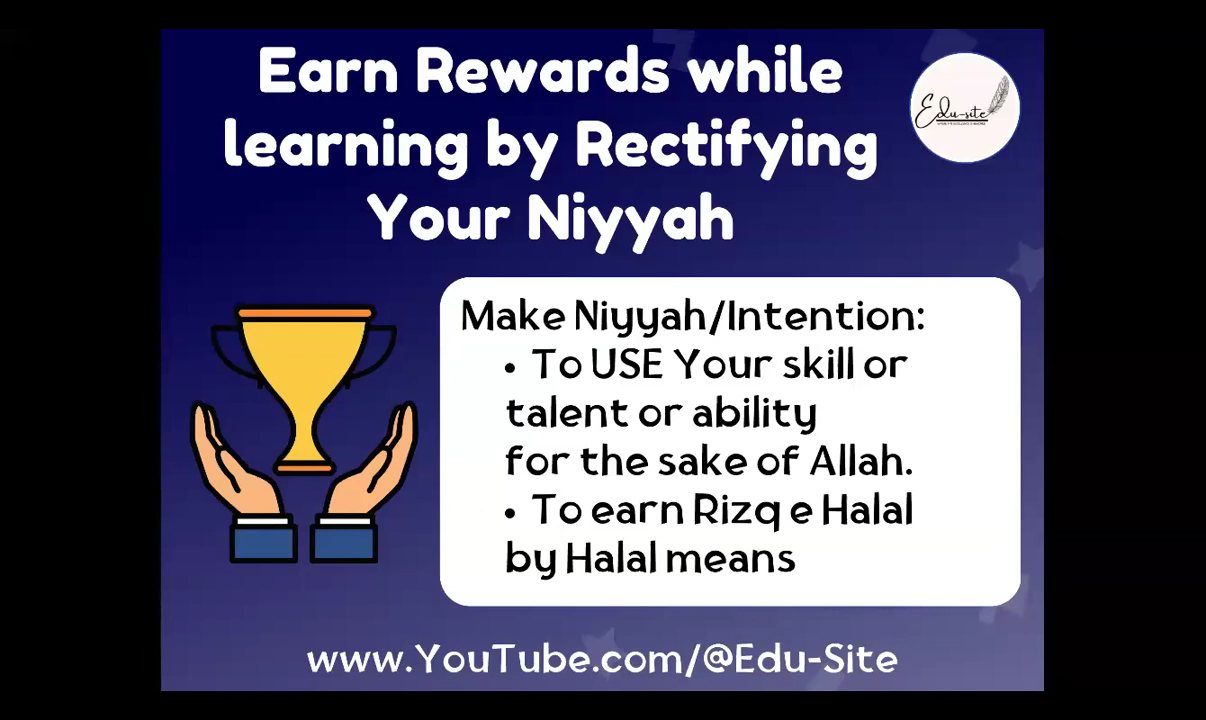 Earn Rewards while
learning by Rectifying
Your Niyyah
Edu-site
Make Niyyah/Intention:
• To USE Your skill or
talent or ability
for the sake of Allah.
• To earn Rizq e Halal
by Halal means
www.YouTube.com/@Edu-Site